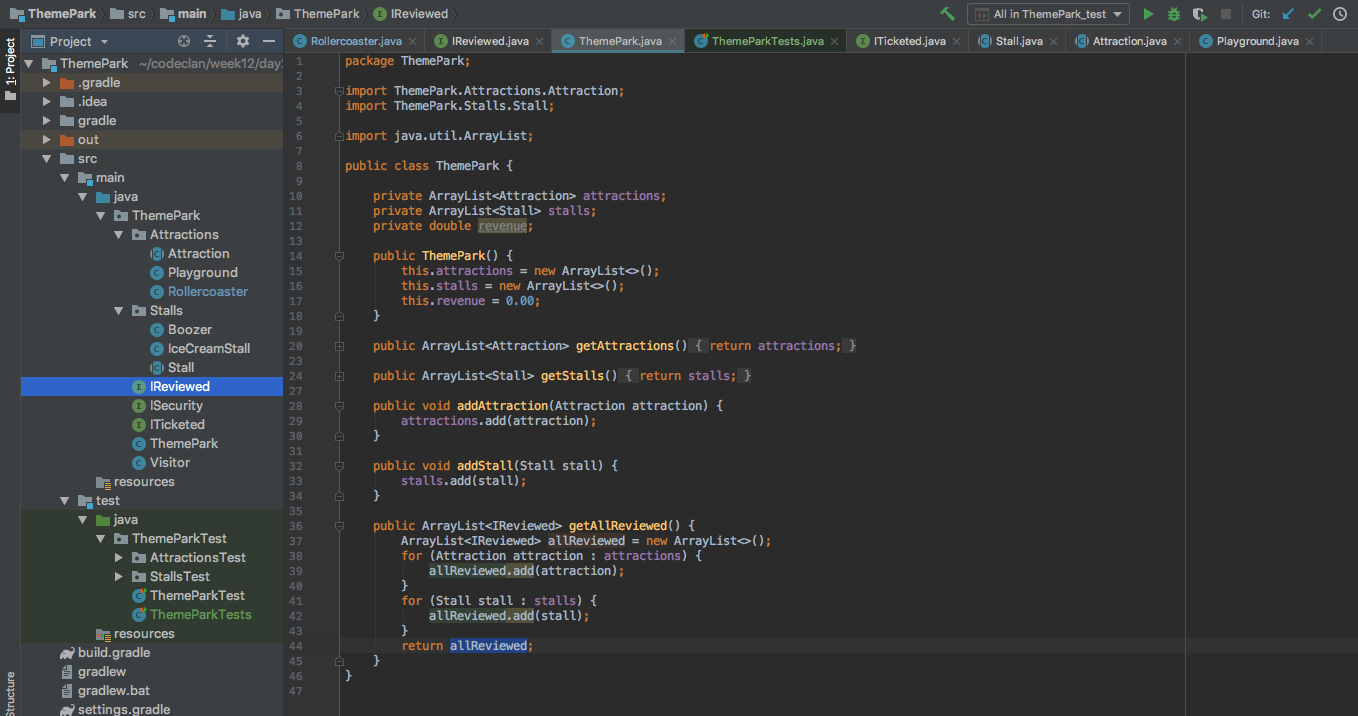 ThemePark src main java ThemePark IReviewed All in ThemePark_test Git:
1: Project
Structure
Project
Rollercoaster.java IReviewed.java ThemePark.java ThemeParkTests.java ITicketed.java Stall.java Attraction.java Playground.java
ThemePark ~/codeclan/week12/day2
.gradle
.idea
gradle
out
src
main
java
ThemePark
Attractions
Attraction
Playground
Rollercoaster
Stalls
Boozer
IceCreamStall
Stall
IReviewed
ISecurity
ITicketed
ThemePark
Visitor
resources
test
java
ThemeParkTest
AttractionsTest
StallsTest
ThemeParkTest
ThemeParkTests
resources
build.gradle
gradlew
gradlew.bat
settings.gradle
1 package ThemePark;
2
3 import ThemePark.Attractions.Attraction;
4 import ThemePark.Stalls.Stall;
5
6 import java.util.ArrayList;
7
8 public class ThemePark {
9
10 private ArrayList<Attraction> attractions;
11 private ArrayList<Stall> stalls;
12 private double revenue;
13
14 public ThemePark() {
15 this.attractions = new ArrayList<>();
16 this.stalls = new ArrayList<>();
17 this.revenue = 0.00;
18 }
19
20 public ArrayList<Attraction> getAttractions() { return attractions; }
23
24 public ArrayList<Stall> getStalls() { return stalls; }
27
28 public void addAttraction(Attraction attraction) {
29 attractions.add(attraction);
30 }
31
32 public void addStall(Stall stall) {
33 stalls.add(stall);
34 }
35
36 public ArrayList<IReviewed> getAllReviewed() {
37 ArrayList<IReviewed> allReviewed = new ArrayList<>();
38 for (Attraction attraction : attractions) {
39 allReviewed.add(attraction);
40 }
41 for (Stall stall : stalls) {
42 allReviewed.add(stall);
43 }
44 return allReviewed;
45 }
46 }
47